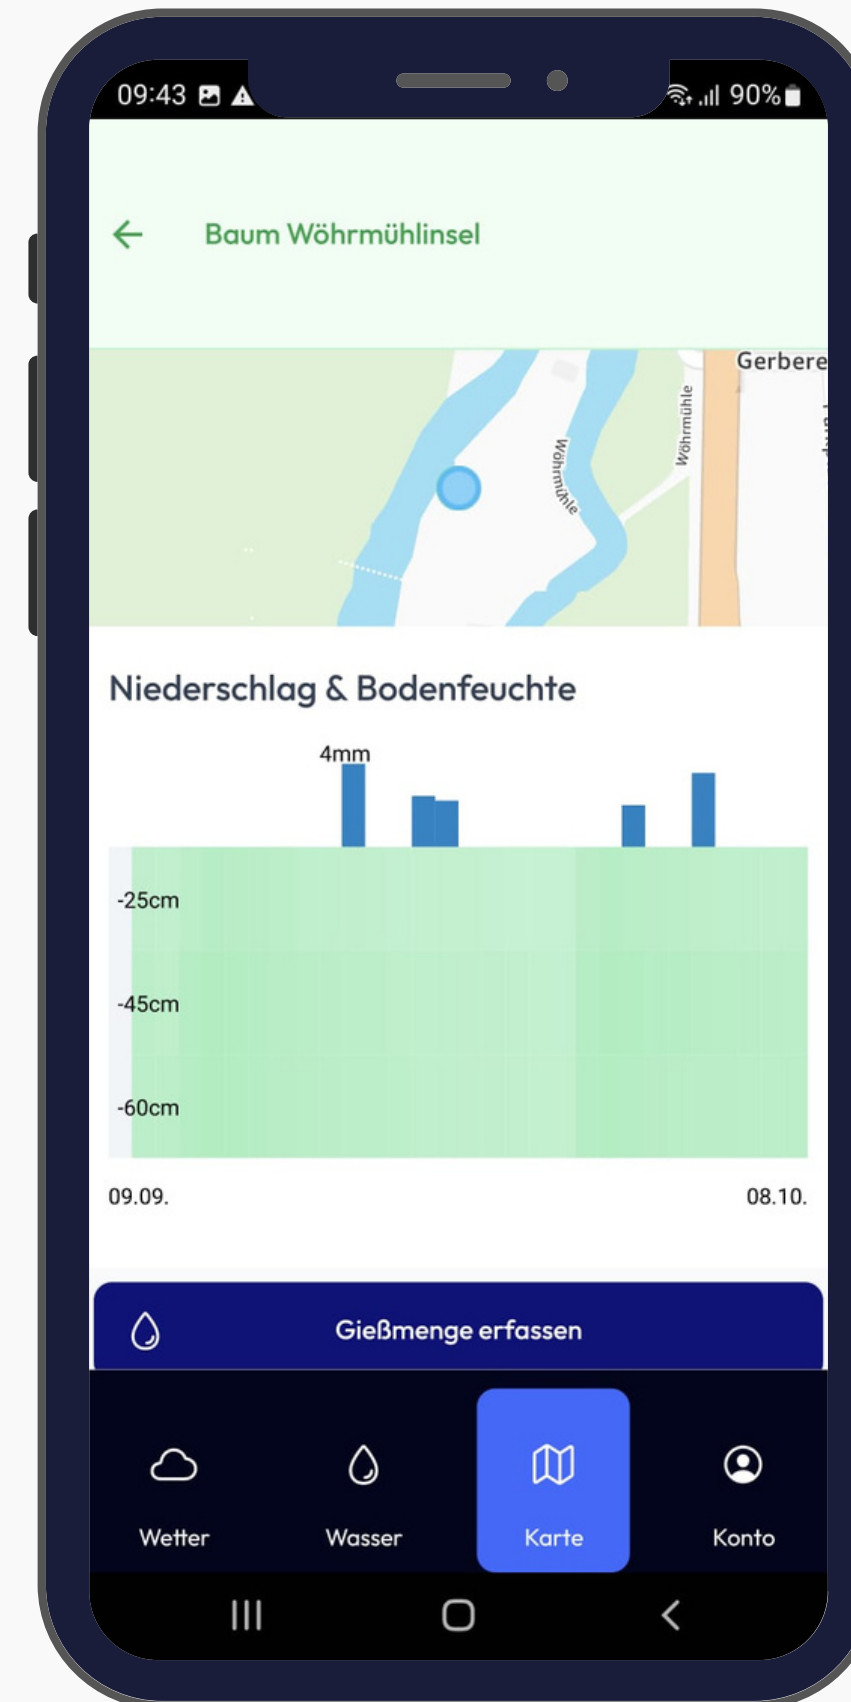 09:43
90%
Baum Wöhrmühlinsel
Gerbere
Wöhrmühle
Wöhrmühle
Niederschlag & Bodenfeuchte
4mm
-25cm
-45cm
-60cm
09.09.
08.10.
Gießmenge erfassen
Wetter
Wasser
Karte
Konto